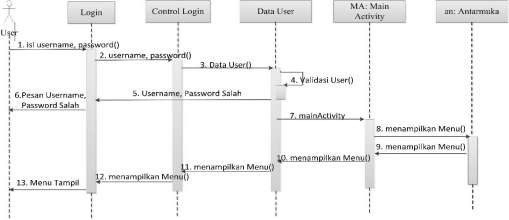 Login
Control Login
Data User
MA: Main
Activity
an: Antarmuka
User
1. isi username, password()
2. username, password()
3. Data User()
4. Validasi User()
5. Username, Password Salah
6.Pesan Username,
Password Salah
7. mainActivity
8. menampilkan Menu()
9. menampilkan Menu()
10. menampilkan Menu()
11. menampilkan Menu()
12. menampilkan Menu()
13. Menu Tampil